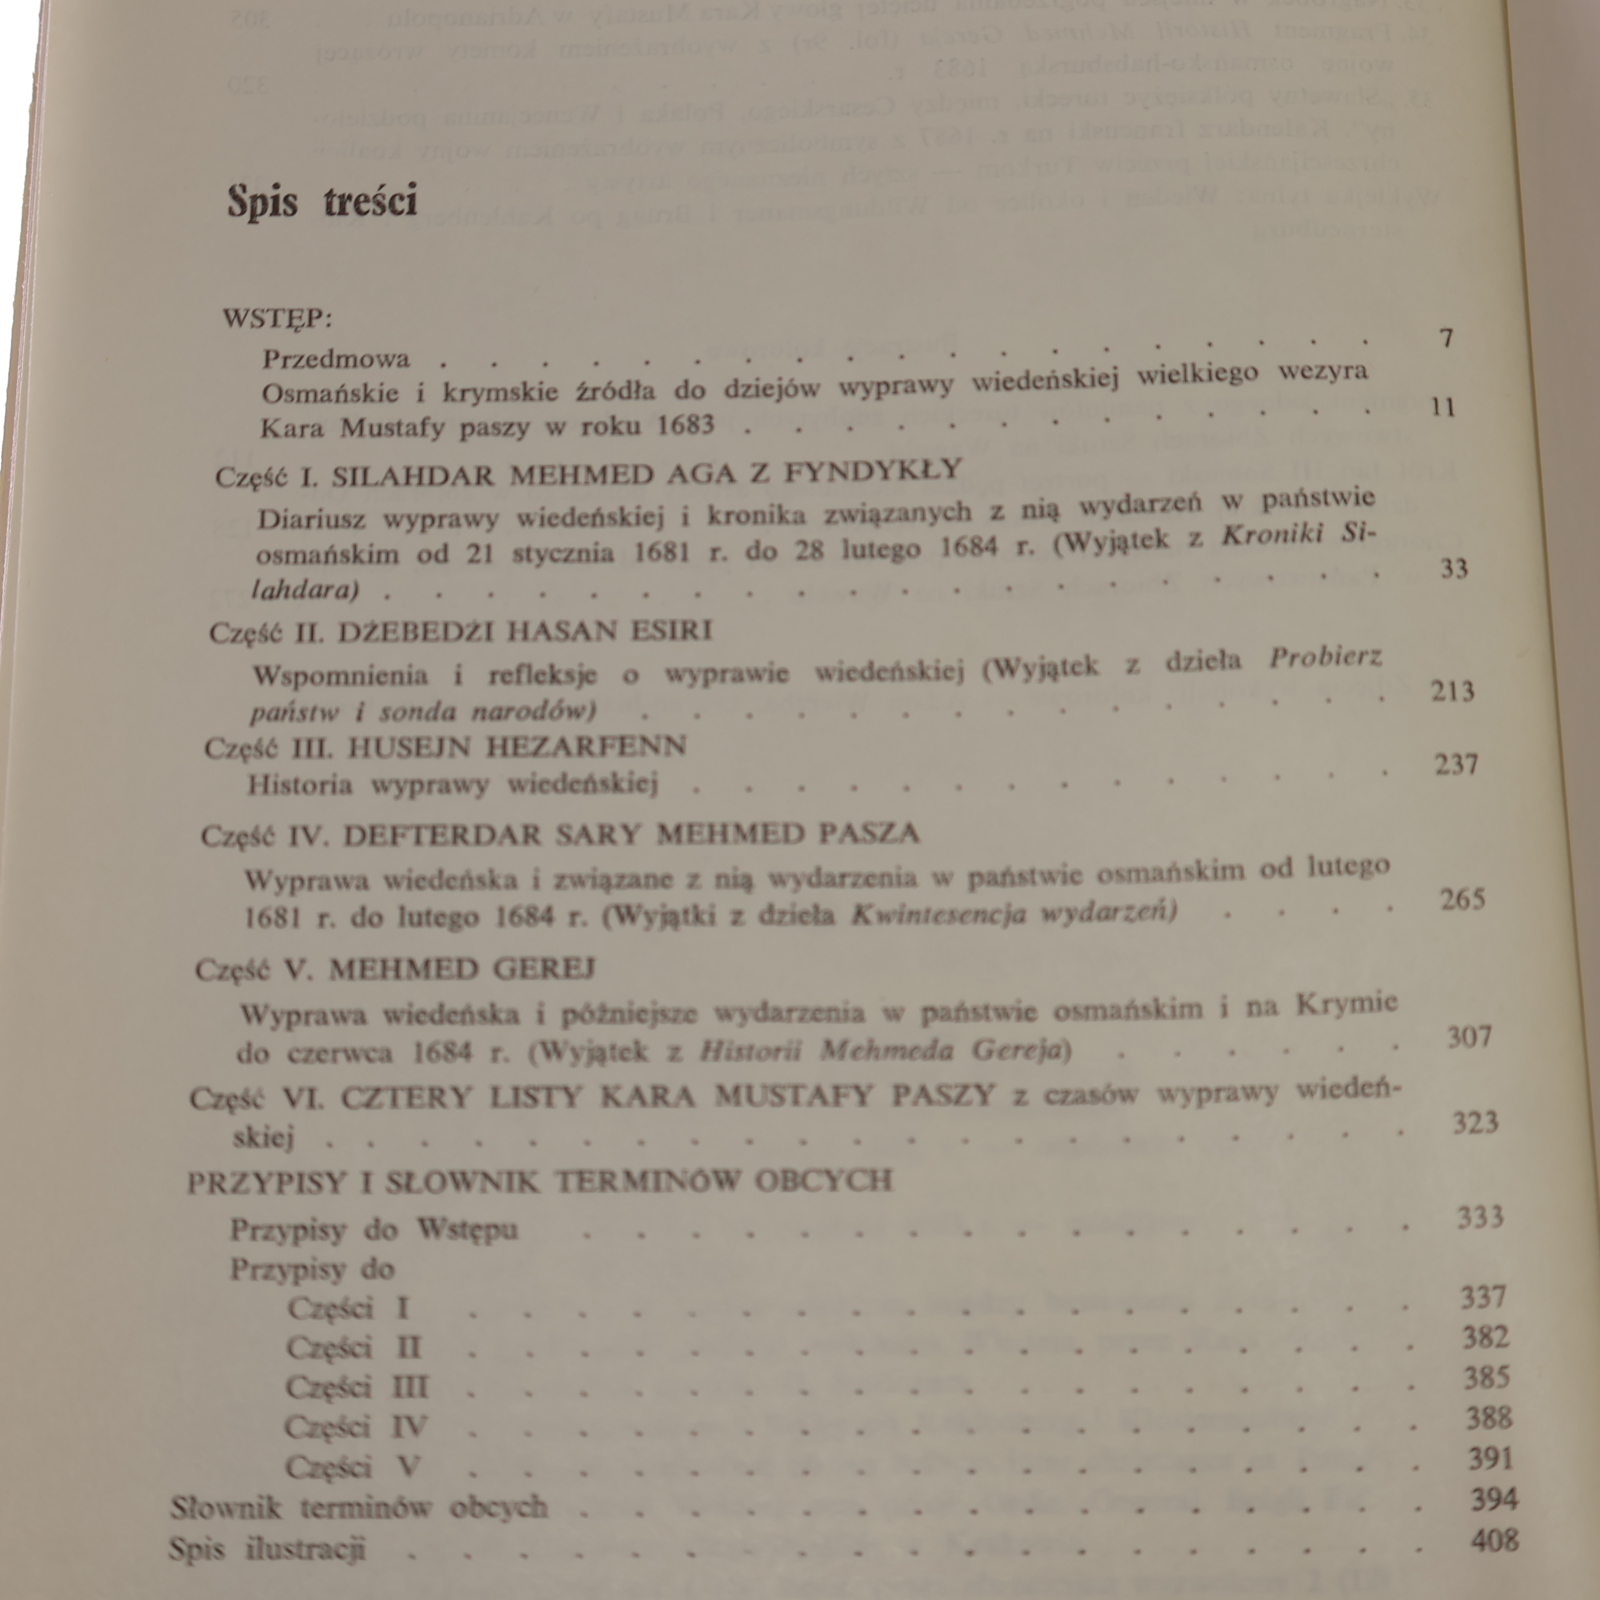 Spis treści
WSTĘP:
Przedmowa . . . . . . . . . . . . . . . . . . . 7
Osmańskie i krymskie źródła do dziejów wyprawy wiedeńskiej wielkiego wezyra
Kara Mustafy paszy w roku 1683 . . . . . . . . . . . . . 11
Część I. SILAHDAR MEHMED AGA Z FYNDYKŁY
Diariusz wyprawy wiedeńskiej i kronika związanych z nią wydarzeń w państwie
osmańskim od 21 stycznia 1681 r. do 28 lutego 1684 r. (Wyjątek z Kroniki Si-
lahdara) . . . . . . . . . . . . . . . . . . . . 33
Część II. DŻEBEDŻI HASAN ESIRI
Wspomnienia i refleksje o wyprawie wiedeńskiej (Wyjątek z dzieła Probierz
państw i sonda narodów) . . . . . . . . . . . . . . . 213
Część III. HUSEJN HEZARFENN
Historia wyprawy wiedeńskiej . . . . . . . . . . . . . . 237
Część IV. DEFTERDAR SARY MEHMED PASZA
Wyprawa wiedeńska i związane z nią wydarzenia w państwie osmańskim od lutego
1681 r. do lutego 1684 r. (Wyjątki z dzieła Kwintesencja wydarzeń) . . . . 265
Część V. MEHMED GEREJ
Wyprawa wiedeńska i późniejsze wydarzenia w państwie osmańskim i na Krymie
do czerwca 1684 r. (Wyjątek z Historii Mehmeda Gereja) . . . . . . 307
Część VI. CZTERY LISTY KARA MUSTAFY PASZY z czasów wyprawy wiedeń-
skiej . . . . . . . . . . . . . . . . . . . . . 323
PRZYPISY I SŁOWNIK TERMINÓW OBCYCH
Przypisy do Wstępu . . . . . . . . . . . . . . . . 333
Przypisy do
Części I . . . . . . . . . . . . . . . . . . 337
Części II . . . . . . . . . . . . . . . . . . 382
Części III . . . . . . . . . . . . . . . . . . 385
Części IV . . . . . . . . . . . . . . . . . . 388
Części V . . . . . . . . . . . . . . . . . . 391
Słownik terminów obcych . . . . . . . . . . . . . . . . 394
Spis ilustracji . . . . . . . . . . . . . . . . . . . 408